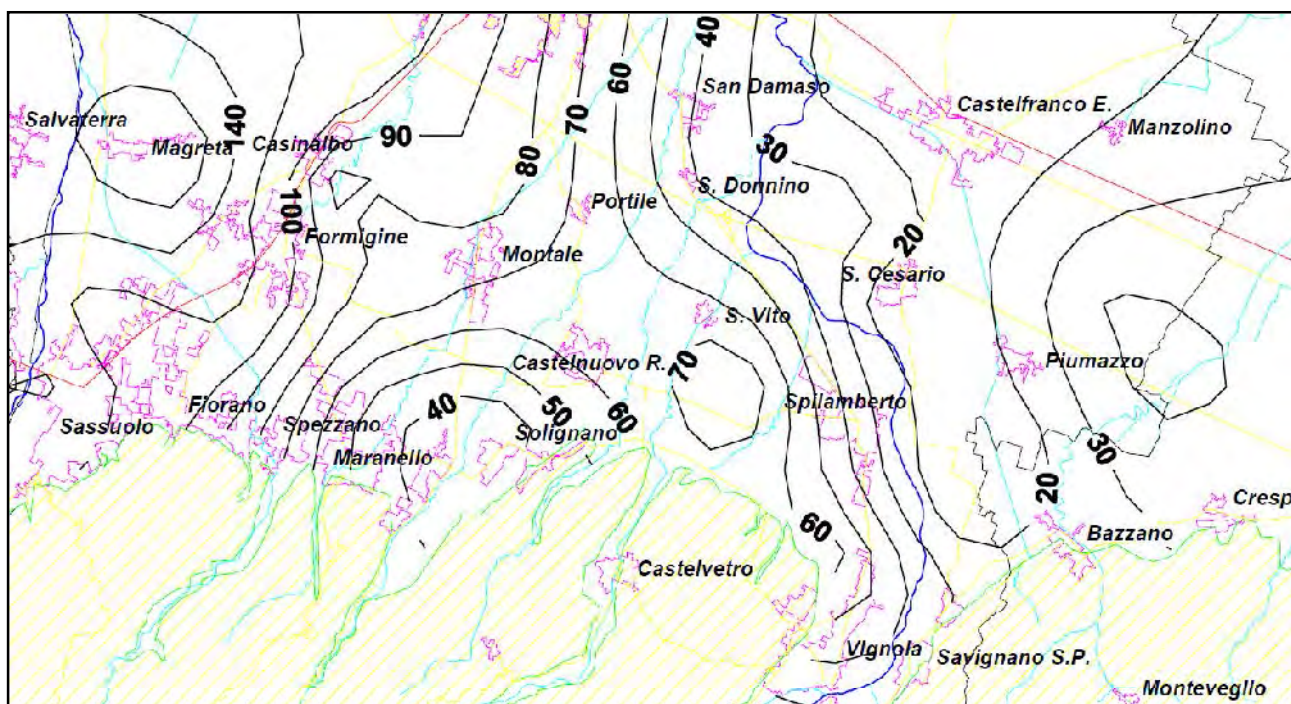 40
60
San Damaso
Castelfranco E.
Salvaterra
140
90
70
Manzolino
Magreta
Casinalbo
30
80
S. Donnino
100
Portile
Formigine
20
Montale
S. Cesario
S. Vito
Castelnuovo R.
70
Piumazzo
Fiorano
40
50
60
Spilamberto
Sassuolo
Spezzano
Solignano
30
Maranello
20
Cresp
60
Bazzano
Castelvetro
Vignola
Savignano S.P.
Monteveglio